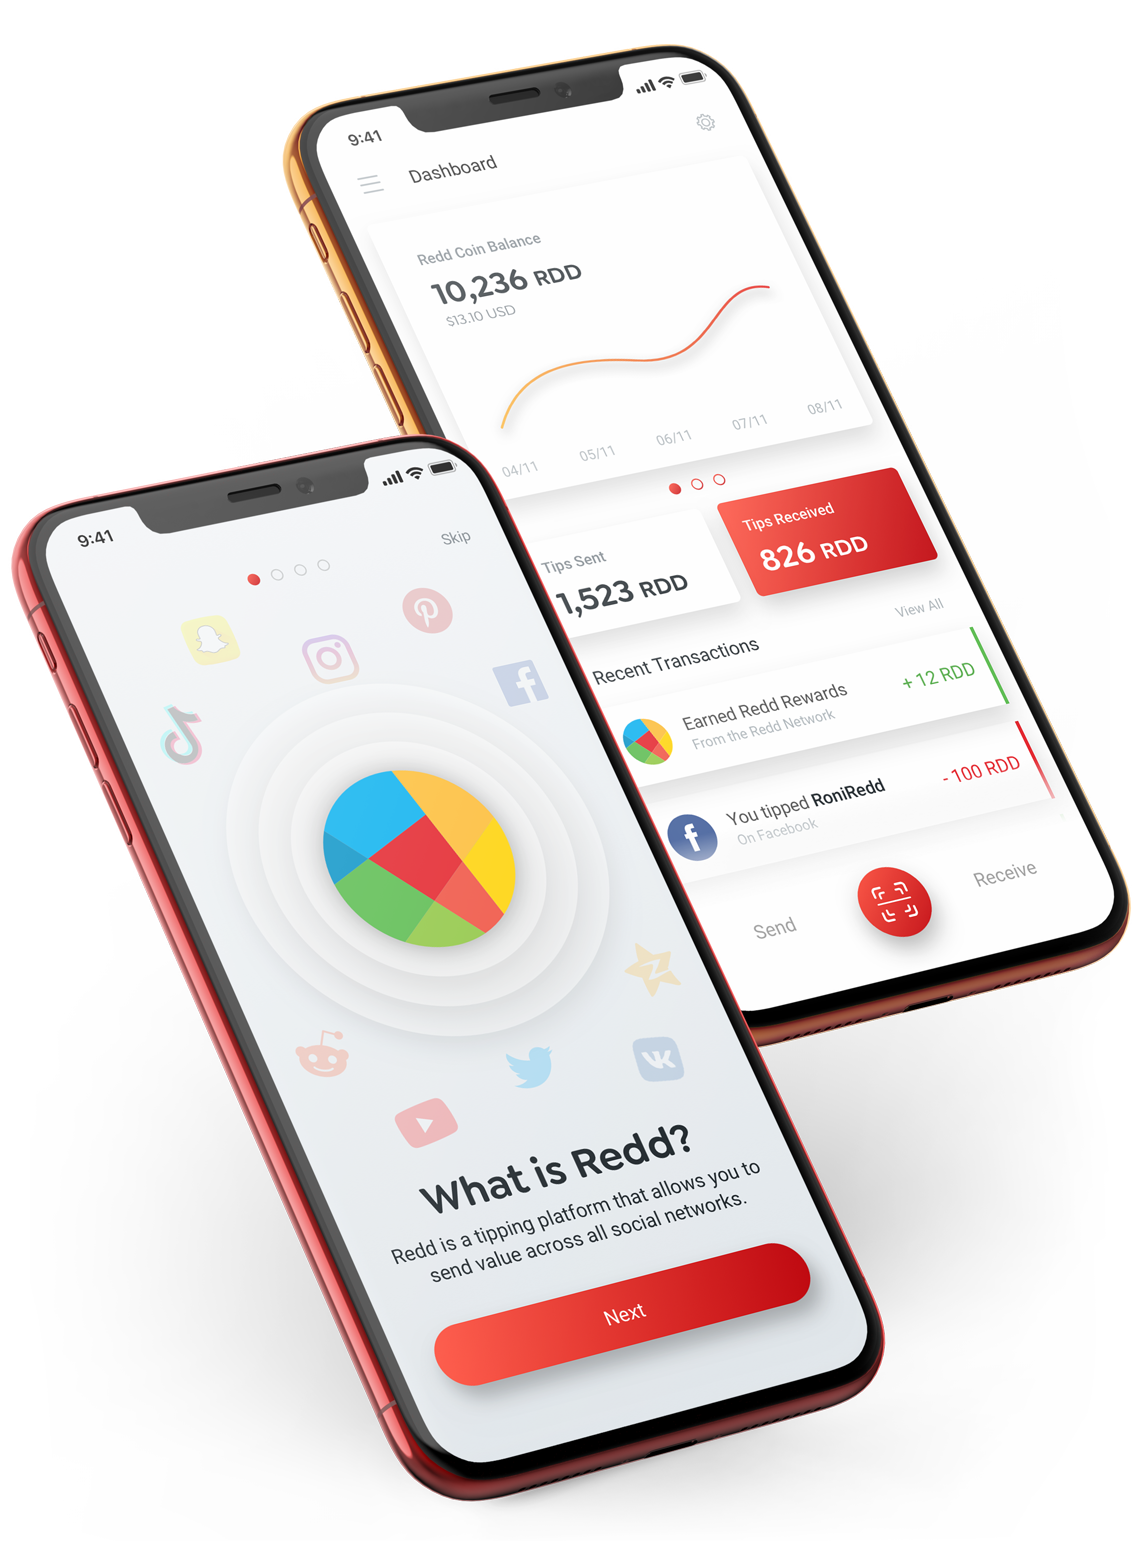 9:41
Dashboard
Redd Coin Balance
10,236 RDD
$13.10 USD
04/11 05/11 06/11 07/11 08/11
Tips Sent
1,523 RDD
Tips Received
826 RDD
Recent Transactions
View All
Earned Redd Rewards
From the Redd Network
+ 12 RDD
You tipped RoniRedd
On Facebook
- 100 RDD
Send
Receive
9:41
Skip
What is Redd?
Redd is a tipping platform that allows you to
send value across all social networks.
Next